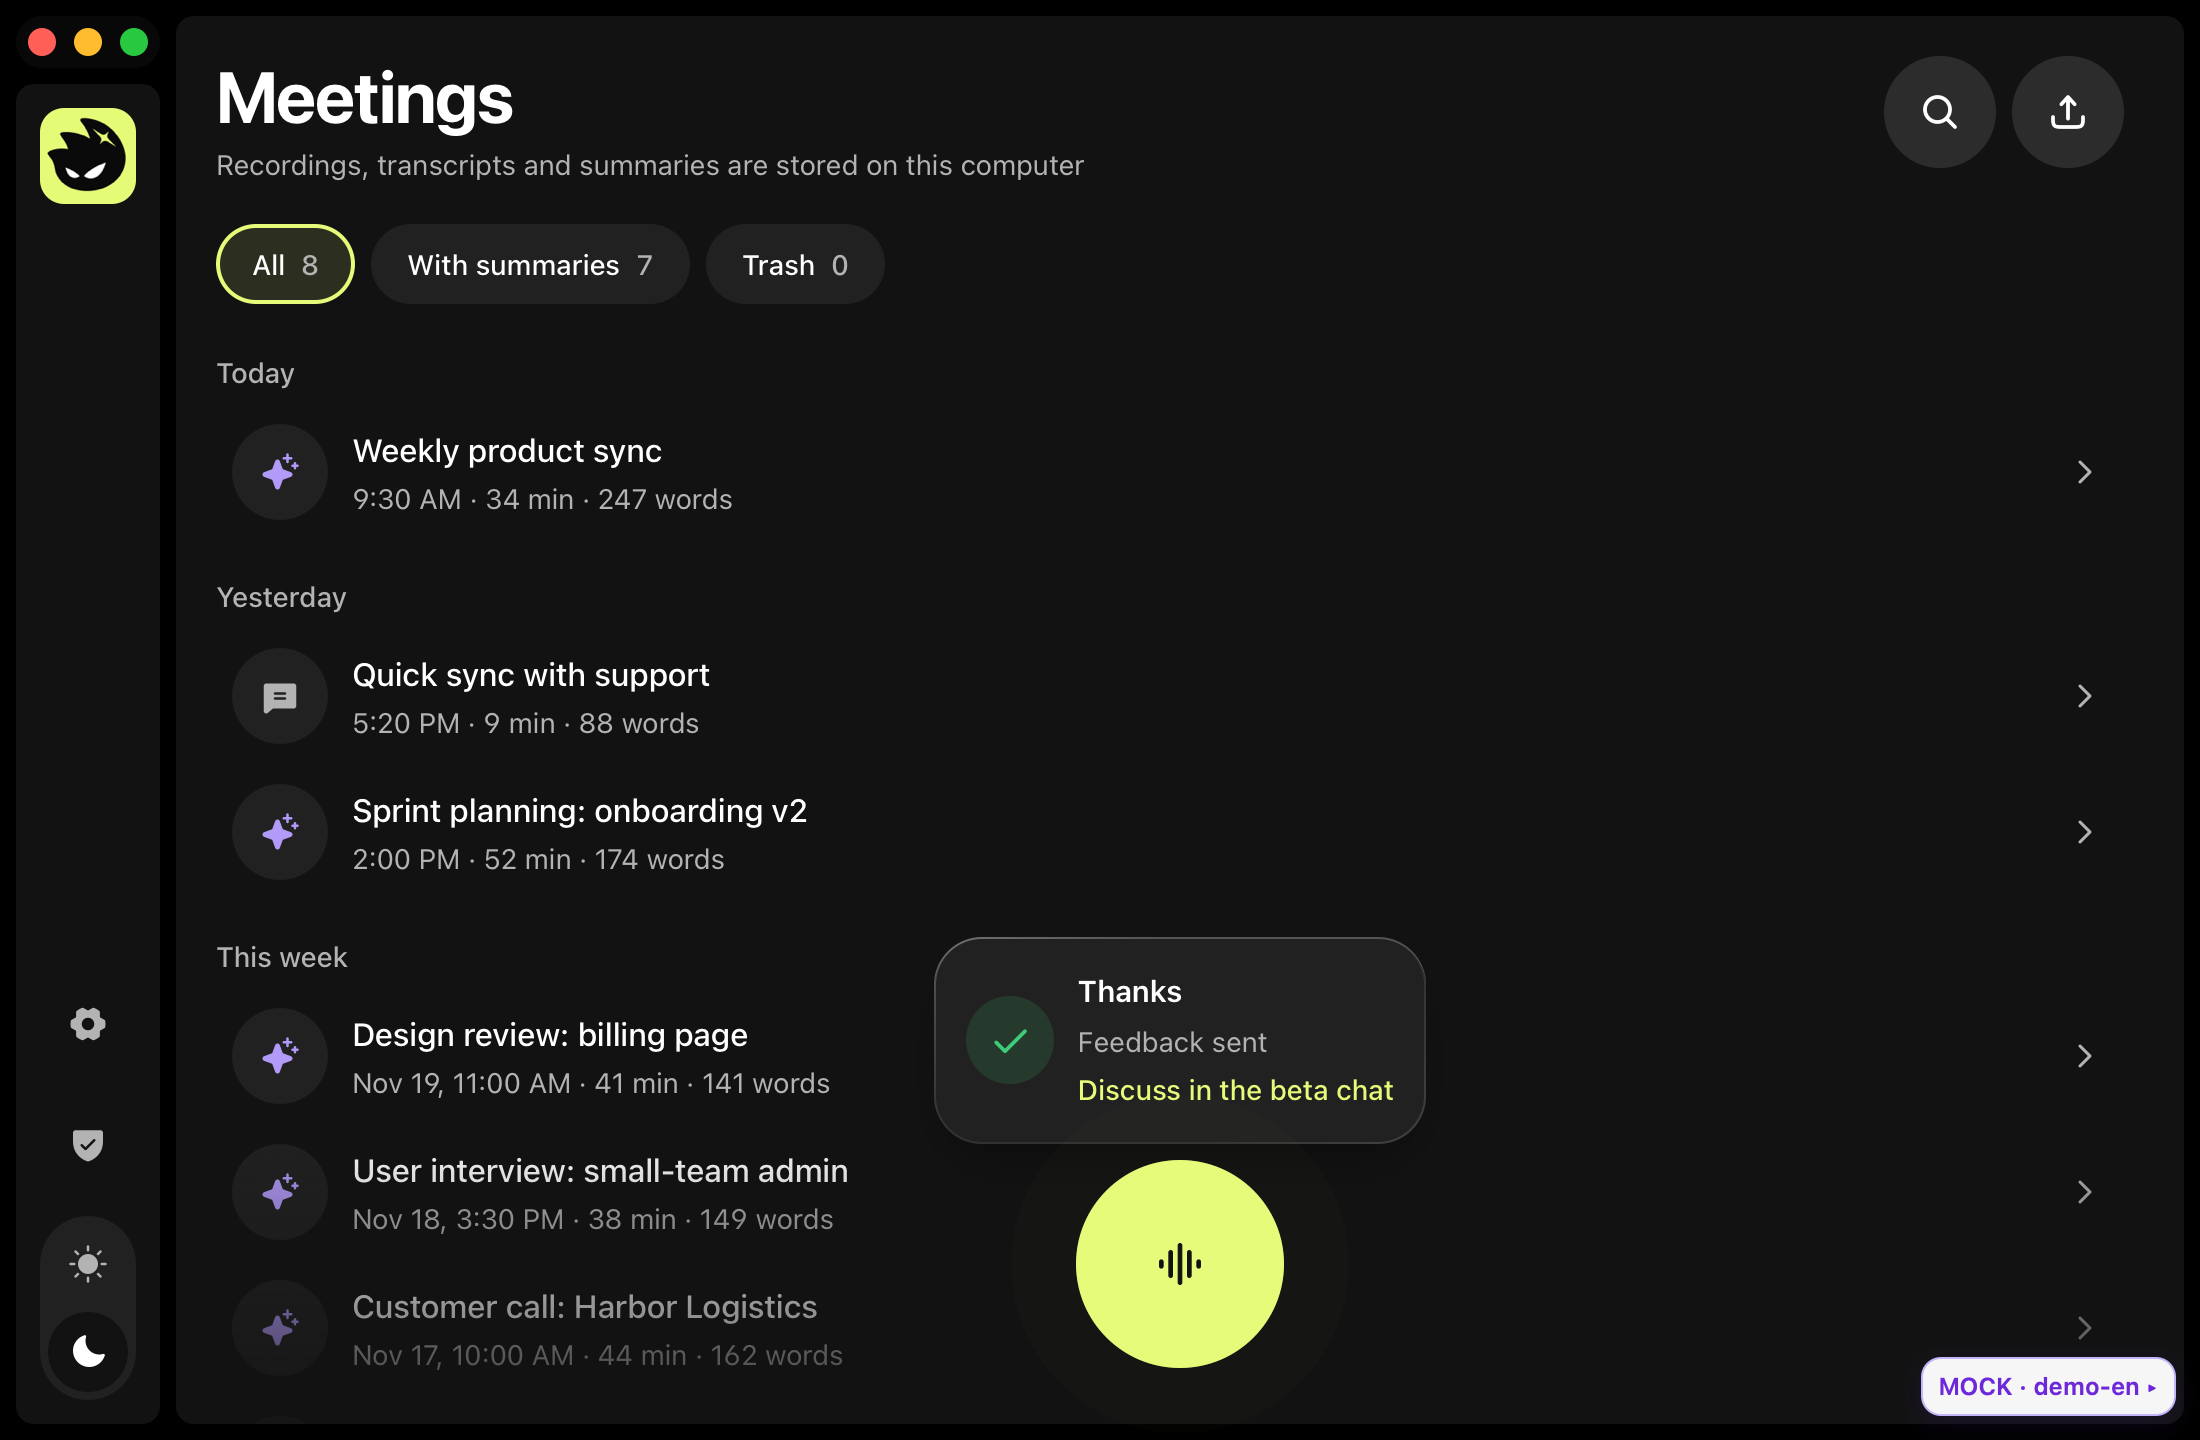 Meetings
Recordings, transcripts and summaries are stored on this computer
All 8
With summaries 7
Trash 0
Today
Weekly product sync
9:30 AM · 34 min · 247 words
Yesterday
Quick sync with support
5:20 PM · 9 min · 88 words
Sprint planning: onboarding v2
2:00 PM · 52 min · 174 words
This week
Design review: billing page
Nov 19, 11:00 AM · 41 min · 141 words
User interview: small-team admin
Nov 18, 3:30 PM · 38 min · 149 words
Customer call: Harbor Logistics
Nov 17, 10:00 AM · 44 min · 162 words
Thanks
Feedback sent
Discuss in the beta chat
MOCK · demo-en ▸